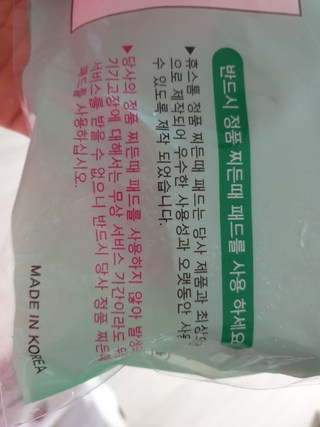 반드시 정품 찌든때 패드를 사용 하세요
▶휴스톰 정품 찌든때 패드는 당사 제품과 최상
으로 제작되어 우수한 사용성과 오랫동안 사
수 있도록 제작 되었습니다.
▶당사의 정품 찌든때 패드를 사용하지 않아 발
기기고장에 대해서는 무상 서비스 기간이라도
서비스를 받을 수 없으니 반드시 당사 정품 찌든
패드를 사용하십시오.
MADE IN KOREA